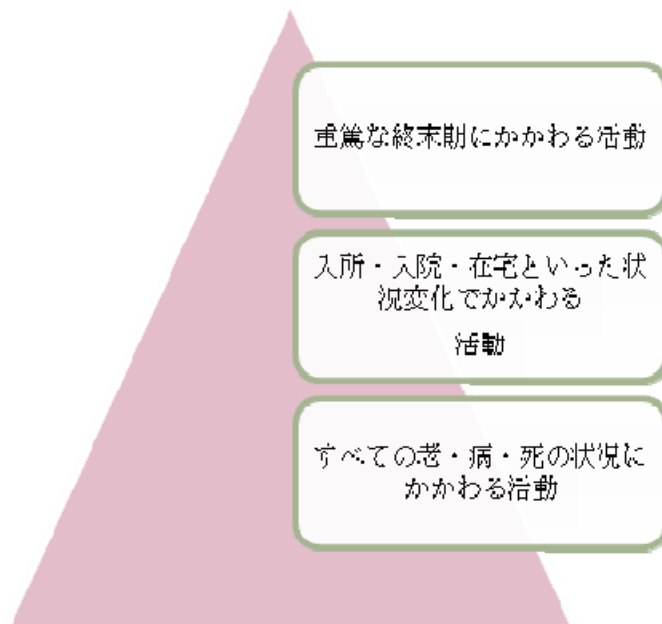 重篤な終末期にかかわる活動
入所・入院・在宅といった状
況変化でかかわる
活動
すべての老・病・死の状況に
かかわる活動